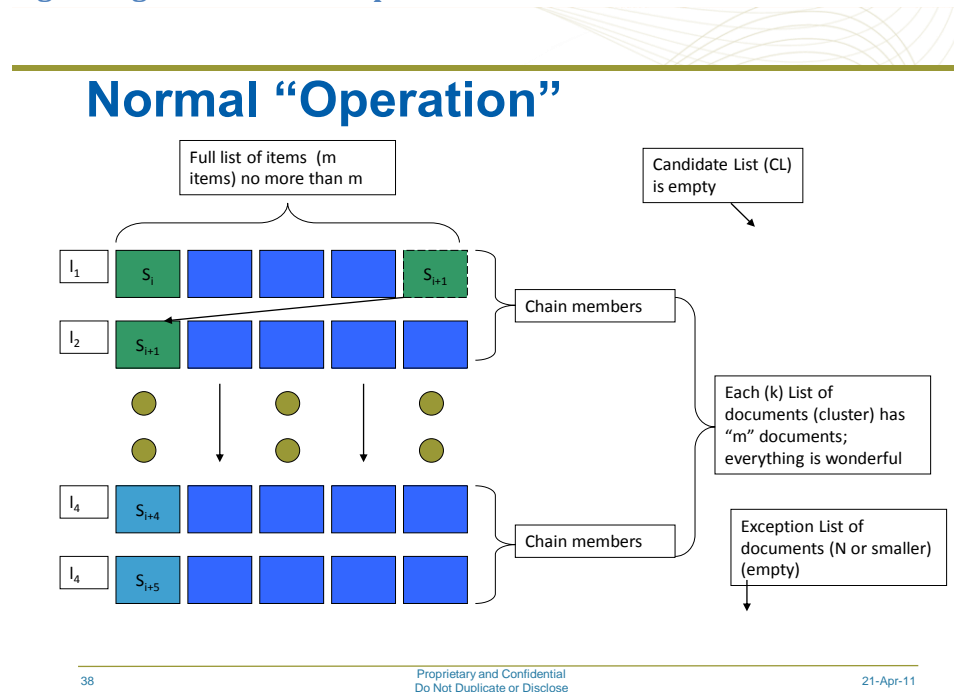 Normal “Operation”
Full list of items (m
items) no more than m
Candidate List (CL)
is empty
I₁
Sᵢ
Sᵢ₊₁
Chain members
I₂
Sᵢ₊₁
Each (k) List of
documents (cluster) has
“m” documents;
everything is wonderful
I₄
Sᵢ₊₄
Chain members
Exception List of
documents (N or smaller)
(empty)
I₄
Sᵢ₊₅
38
Proprietary and Confidential
Do Not Duplicate or Disclose
21-Apr-11